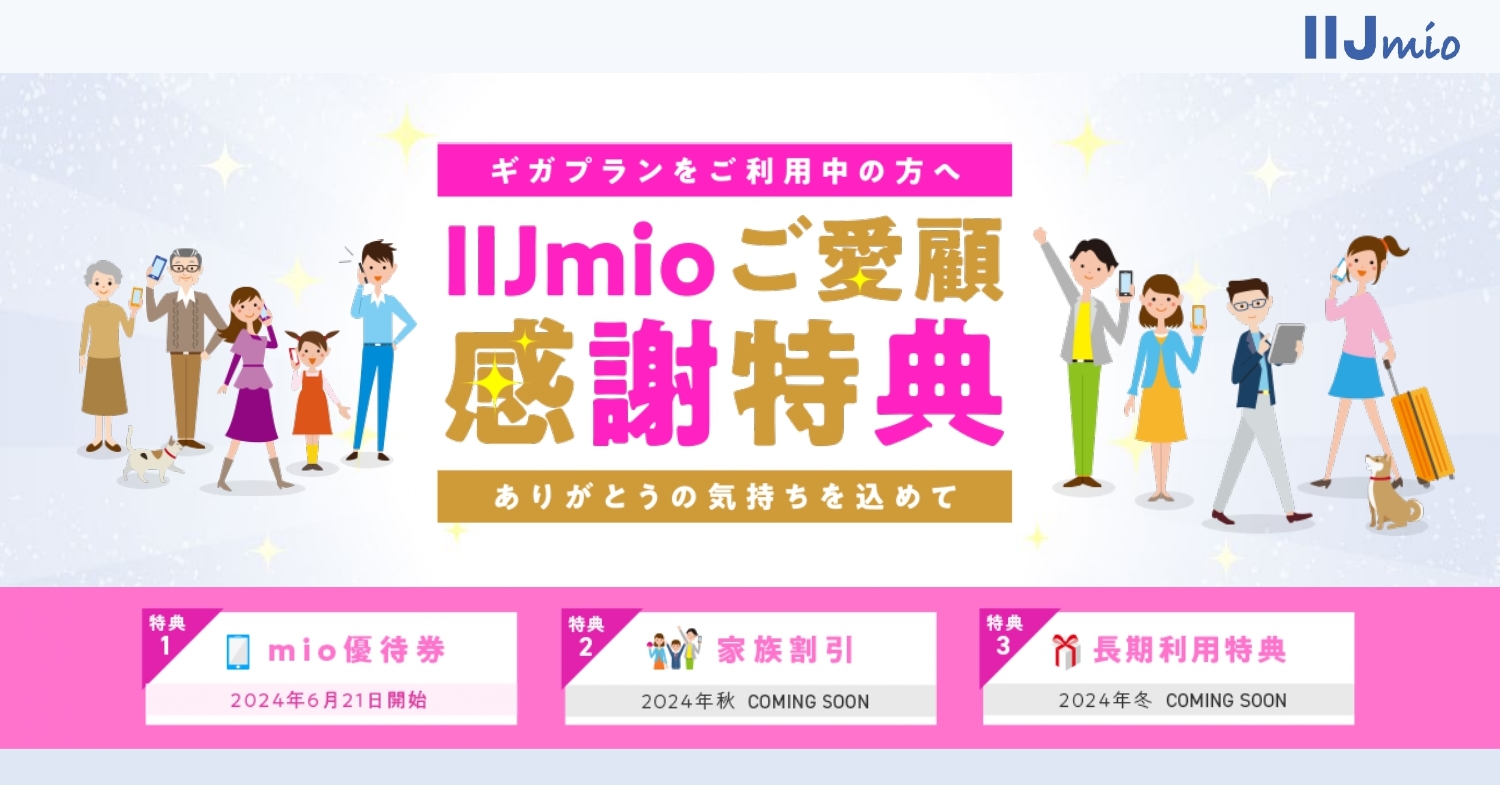 IIJmio
ギガプランをご利用中の方へ
IIJmioご愛顧
感謝特典
ありがとうの気持ちを込めて
特典
1
mio優待券
2024年6月21日開始
特典
2
家族割引
2024年秋 COMING SOON
特典
3
長期利用特典
2024年冬 COMING SOON